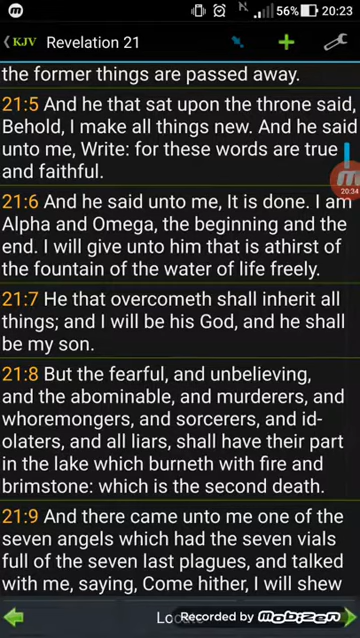 56% 20:23
KJV Revelation 21
the former things are passed away.
21:5 And he that sat upon the throne said,
Behold, I make all things new. And he said
unto me, Write: for these words are true
and faithful.
20:34
21:6 And he said unto me, It is done. I am
Alpha and Omega, the beginning and the
end. I will give unto him that is athirst of
the fountain of the water of life freely.
21:7 He that overcometh shall inherit all
things; and I will be his God, and he shall
be my son.
21:8 But the fearful, and unbelieving,
and the abominable, and murderers, and
whoremongers, and sorcerers, and id-
olaters, and all liars, shall have their part
in the lake which burneth with fire and
brimstone: which is the second death.
21:9 And there came unto me one of the
seven angels which had the seven vials
full of the seven last plagues, and talked
with me, saying, Come hither, I will shew
Recorded by mobizen